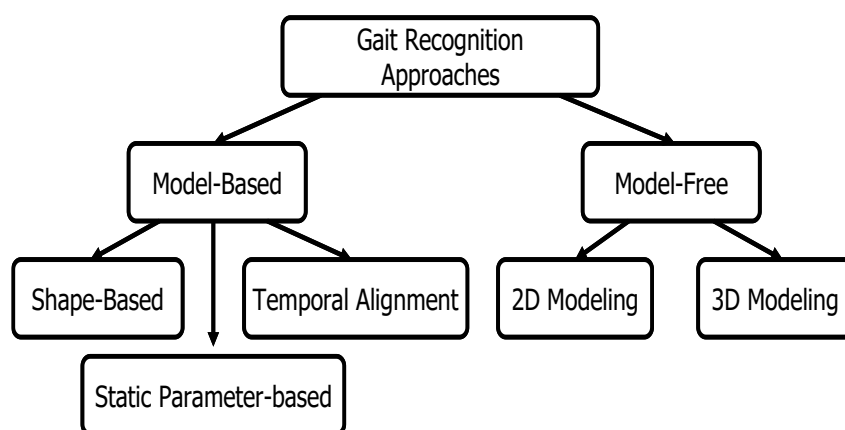 Gait Recognition
Approaches
Model-Based
Model-Free
Shape-Based
Temporal Alignment
2D Modeling
3D Modeling
Static Parameter-based